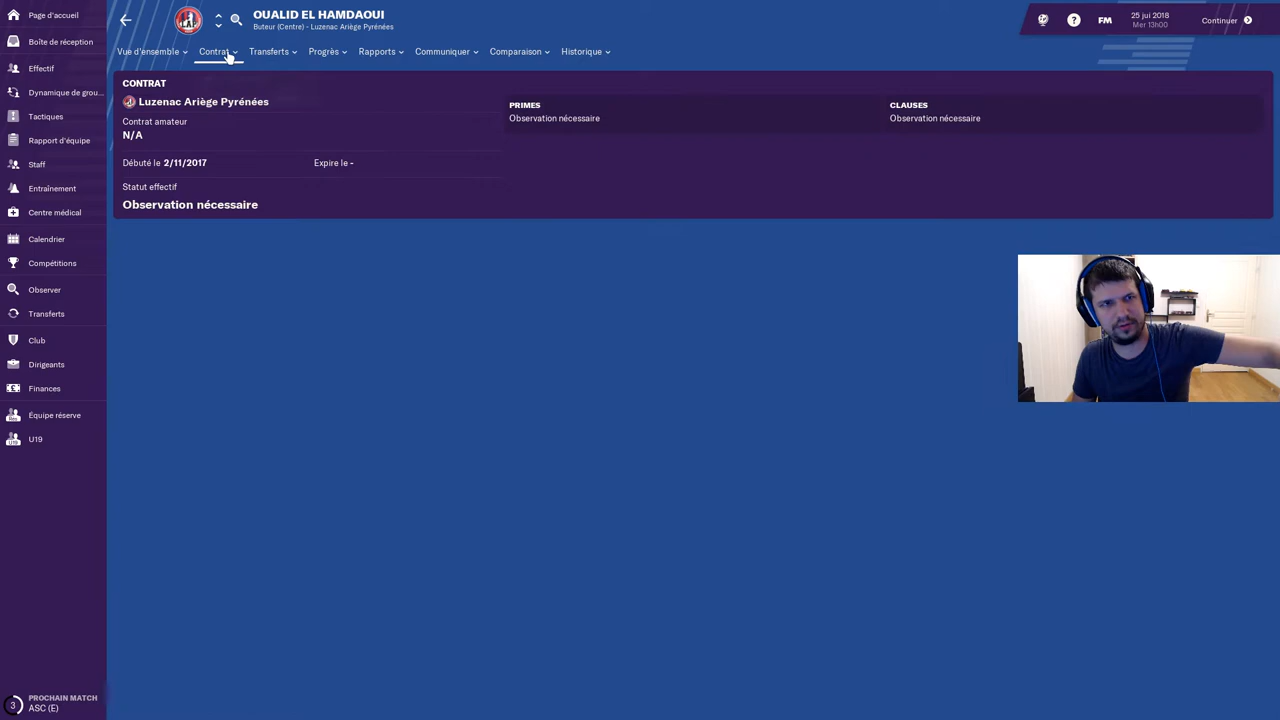 Page d'accueil
Boîte de réception
Effectif
Dynamique de grou...
Tactiques
Rapport d'équipe
Staff
Entraînement
Centre médical
Calendrier
Compétitions
Observer
Transferts
Club
Dirigeants
Finances
Équipe réserve
U19
3 PROCHAIN MATCH
ASC (E)
OUALID EL HAMDAOUI
Buteur (Centre) - Luzenac Ariège Pyrénées
FM
25 jui 2018
Mer 13h00
Continuer
Vue d'ensemble Contrat Transferts Progrès Rapports Communiquer Comparaison Historique
CONTRAT
Luzenac Ariège Pyrénées
Contrat amateur
N/A
Débuté le 2/11/2017 Expire le -
Statut effectif
Observation nécessaire
PRIMES
Observation nécessaire
CLAUSES
Observation nécessaire